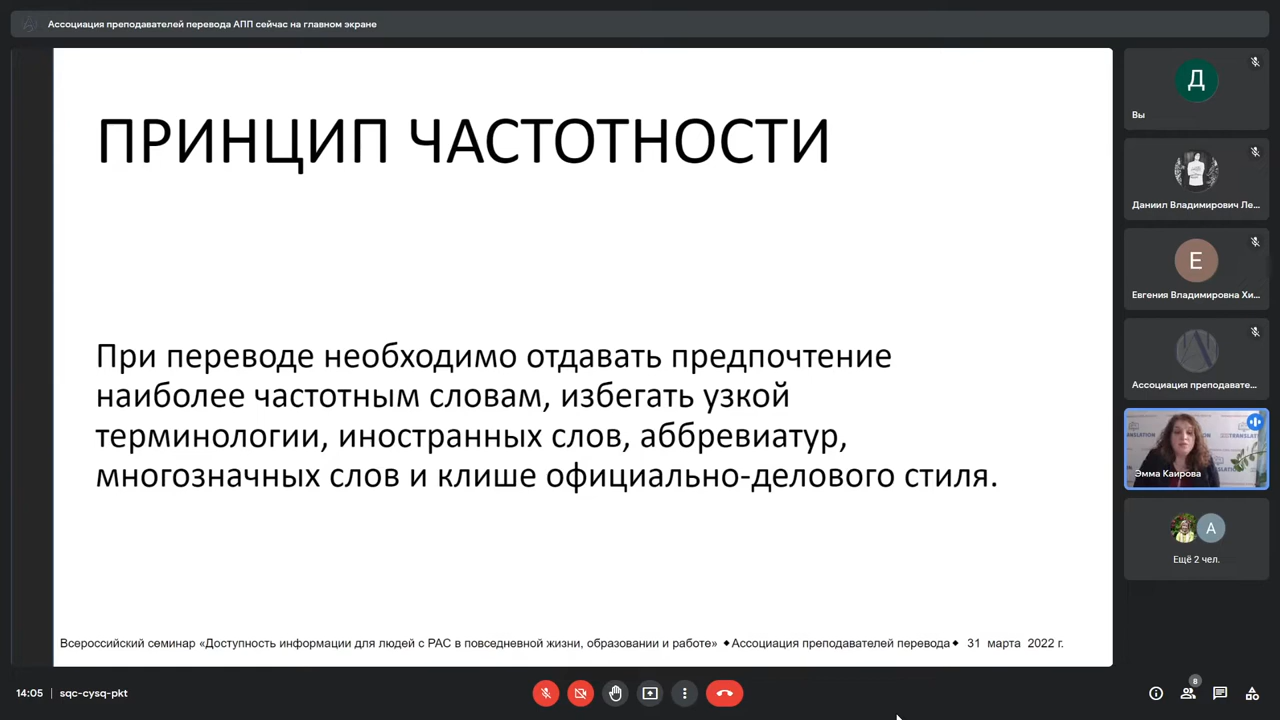 Ассоциация преподавателей перевода АПП сейчас на главном экране
ПРИНЦИП ЧАСТОТНОСТИ
При переводе необходимо отдавать предпочтение
наиболее частотным словам, избегать узкой
терминологии, иностранных слов, аббревиатур,
многозначных слов и клише официально-делового стиля.
Всероссийский семинар «Доступность информации для людей с РАС в повседневной жизни, образовании и работе» ◆Ассоциация преподавателей перевода◆ 31 марта 2022 г.
Д
Вы
Даниил Владимирович Ле...
Е
Евгения Владимировна Хи...
Ассоциация преподавате...
Эмма Каирова
А
Ещё 2 чел.
14:05 | sqc-cysq-pkt
8